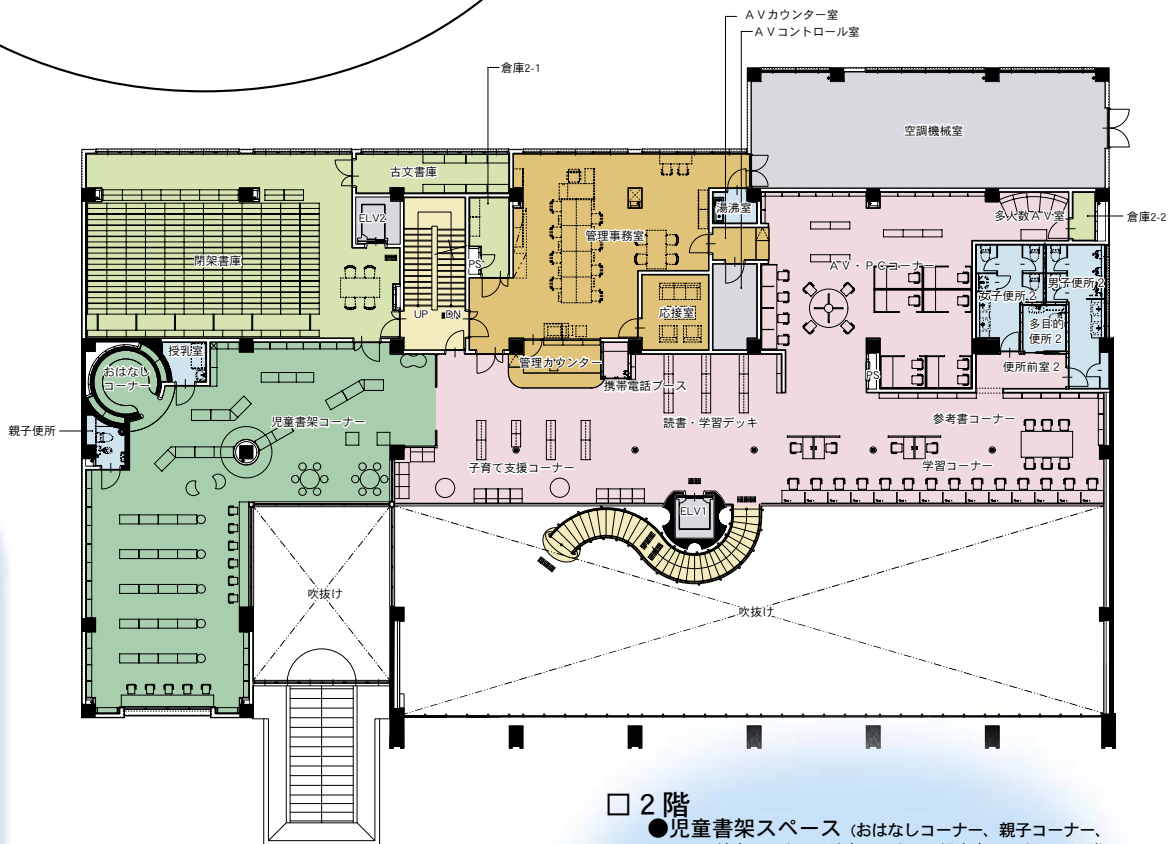 AVカウンター室
AVコントロール室
倉庫2-1
空調機械室
古文書庫
ELV2
湯沸室
多人数AV室
倉庫2-2
管理事務室
PS
閉架書庫
AV・PCコーナー
女子便所2
男子便所2
UP
DN
応接室
多目的
便所2
授乳室
おはなし
コーナー
管理カウンター
携帯電話ブース
PS
便所前室2
親子便所
児童書架コーナー
読書・学習デッキ
参考書コーナー
子育て支援コーナー
学習コーナー
ELV1
吹抜け
吹抜け
□2階
●児童書架スペース(おはなしコーナー、親子コーナー、